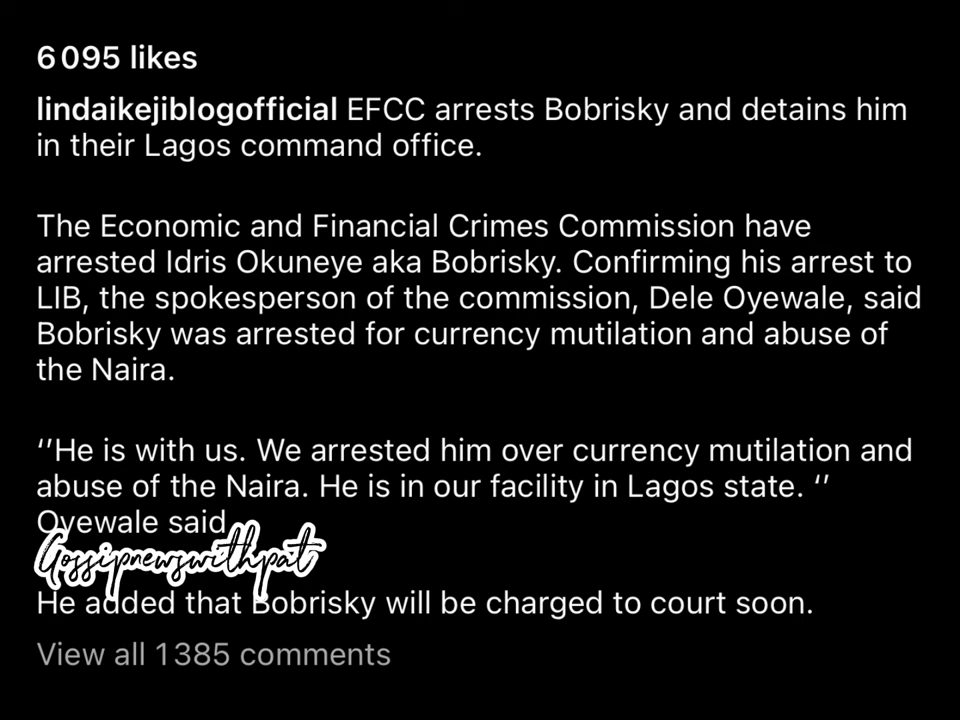 6 095 likes
lindaikejiblogofficial EFCC arrests Bobrisky and detains him
in their Lagos command office.
The Economic and Financial Crimes Commission have
arrested Idris Okuneye aka Bobrisky. Confirming his arrest to
LIB, the spokesperson of the commission, Dele Oyewale, said
Bobrisky was arrested for currency mutilation and abuse of
the Naira.
‘’He is with us. We arrested him over currency mutilation and
abuse of the Naira. He is in our facility in Lagos state. ‘’
Oyewale said
Gossipnewswithpat
He added that Bobrisky will be charged to court soon.
View all 1 385 comments